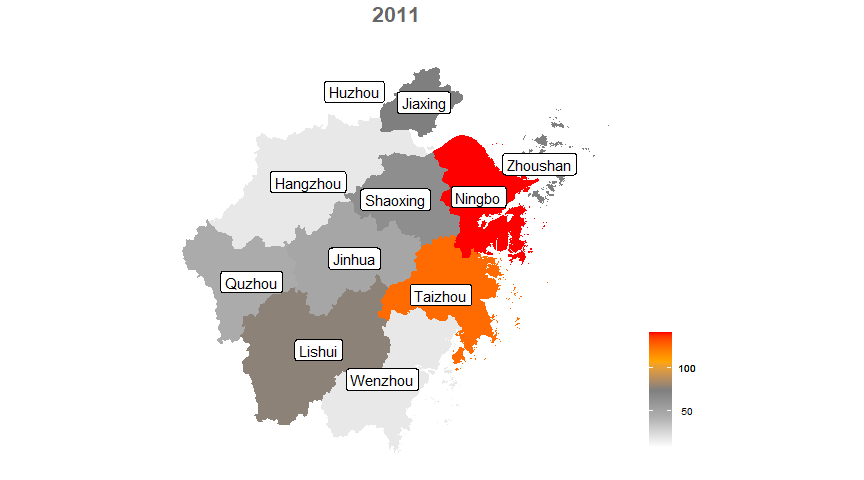 2011
Huzhou
Jiaxing
Zhoushan
Hangzhou
Shaoxing
Ningbo
Jinhua
Quzhou
Taizhou
Lishui
Wenzhou
100
50